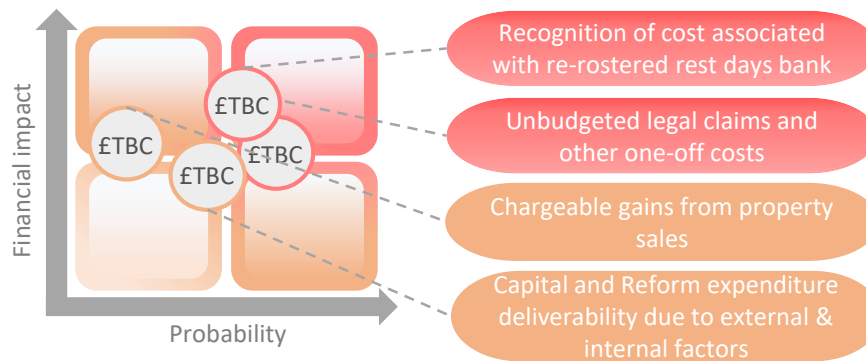 Financial impact
Probability
£TBC
£TBC
£TBC
£TBC
Recognition of cost associated
with re-rostered rest days bank
Unbudgeted legal claims and
other one-off costs
Chargeable gains from property
sales
Capital and Reform expenditure
deliverability due to external &
internal factors